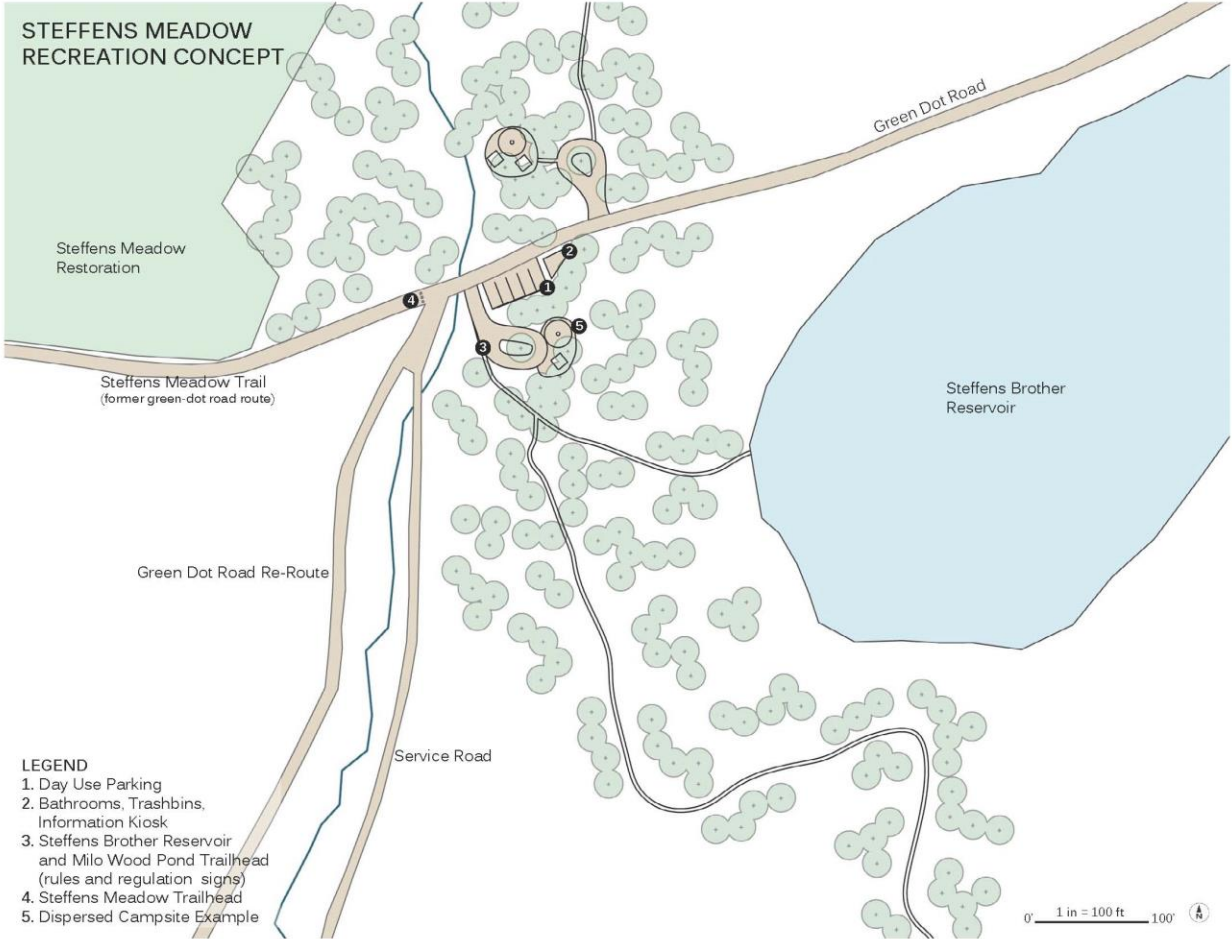 STEFFENS MEADOW
RECREATION CONCEPT
Green Dot Road
Steffens Meadow
Restoration
2
1
4
5
3
Steffens Meadow Trail
(former green-dot road route)
Steffens Brother
Reservoir
Green Dot Road Re-Route
Service Road
LEGEND
1. Day Use Parking
2. Bathrooms, Trashbins,
Information Kiosk
3. Steffens Brother Reservoir
and Milo Wood Pond Trailhead
(rules and regulation signs)
4. Steffens Meadow Trailhead
5. Dispersed Campsite Example
0' 1 in = 100 ft 100'
N